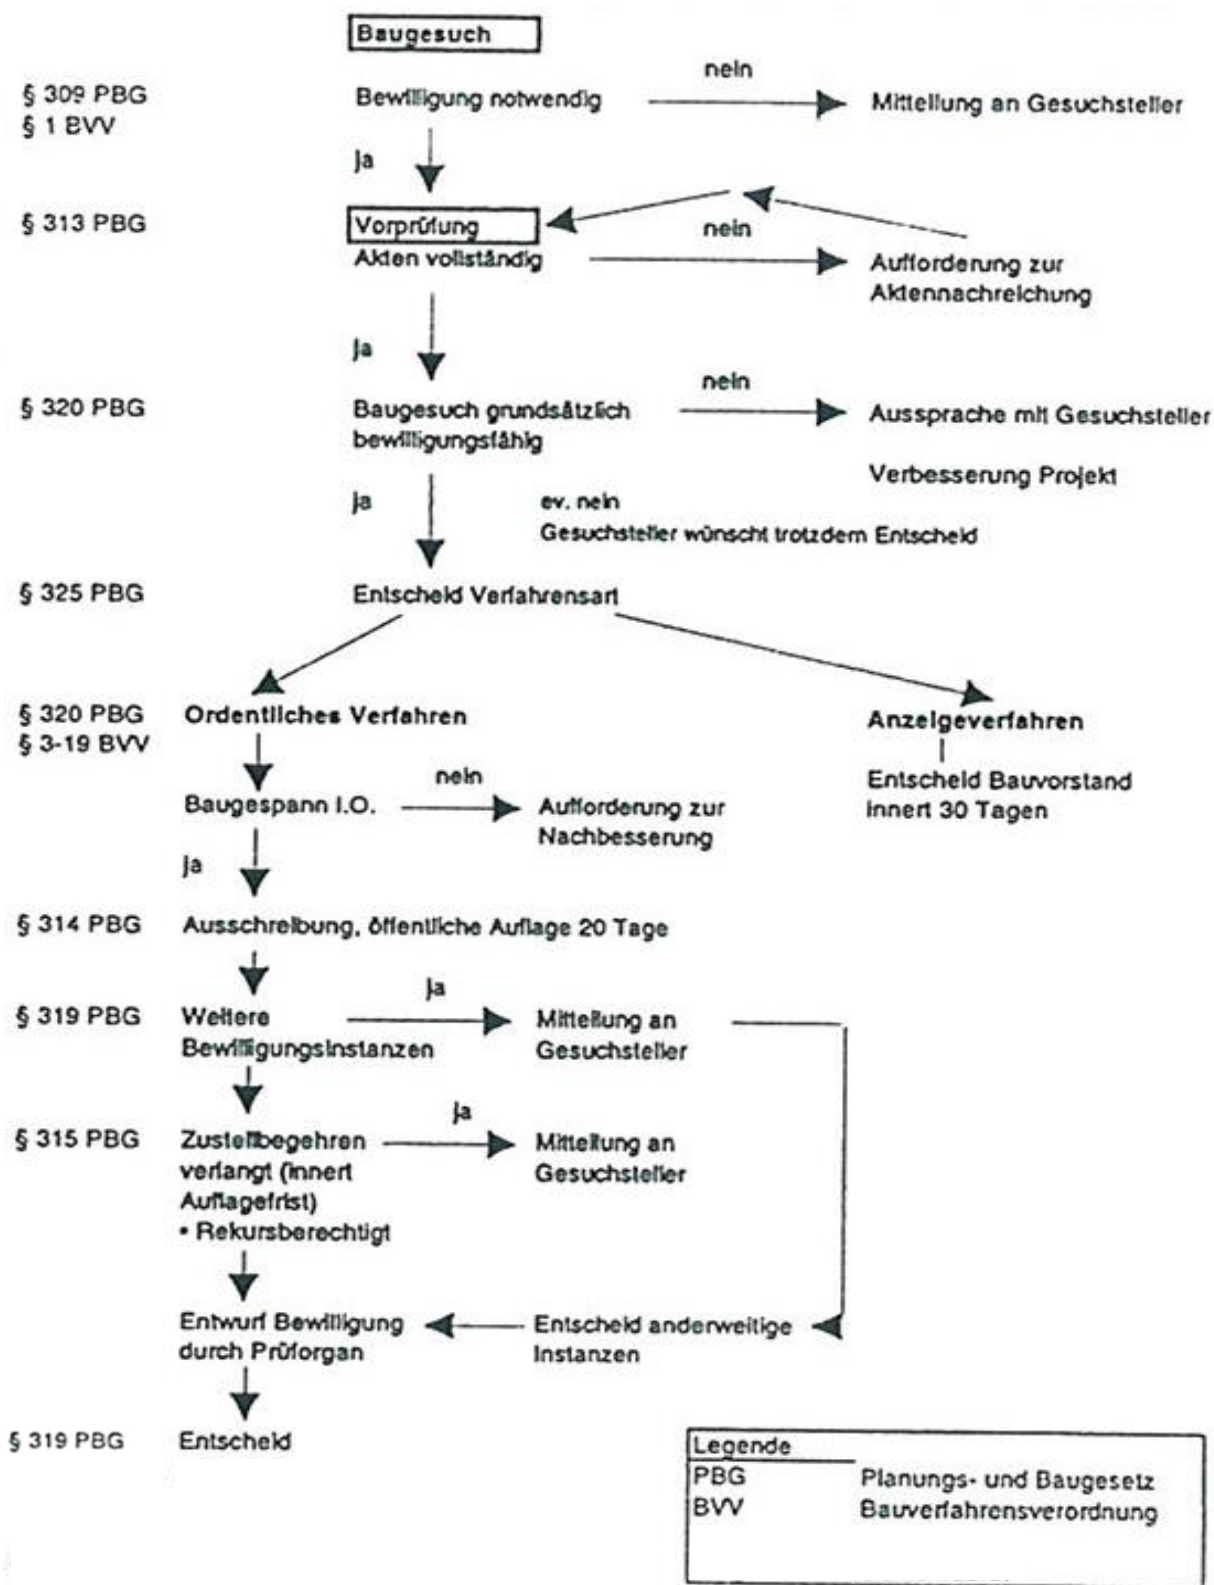 Baugesuch
nein
§ 309 PBG Bewilligung notwendig Mitteilung an Gesuchsteller
§ 1 BVV
Ja
§ 313 PBG Vorprüfung
nein
Akten vollständig Aufforderung zur
Aktennachreichung
Ja
nein
§ 320 PBG Baugesuch grundsätzlich Aussprache mit Gesuchsteller
bewilligungsfähig
Verbesserung Projekt
Ja ev. nein
Gesuchsteller wünscht trotzdem Entscheid
§ 325 PBG Entscheid Verfahrensart
§ 320 PBG Ordentliches Verfahren Anzeigeverfahren
§ 3-19 BVV
nein Entscheid Bauvorstand
Baugespann I.O. Aufforderung zur innert 30 Tagen
Nachbesserung
Ja
§ 314 PBG Ausschreibung, öffentliche Auflage 20 Tage
Ja
§ 319 PBG Weitere Mitteilung an
Bewilligungsinstanzen Gesuchsteller
Ja
§ 315 PBG Zustellbegehren Mitteilung an
verlangt (innert Gesuchsteller
Auflagefrist)
• Rekursberechtigt
Entwurf Bewilligung Entscheid anderweitige
durch Prüforgan Instanzen
§ 319 PBG Entscheid
Legende
PBG Planungs- und Baugesetz
BVV Bauverfahrensverordnung